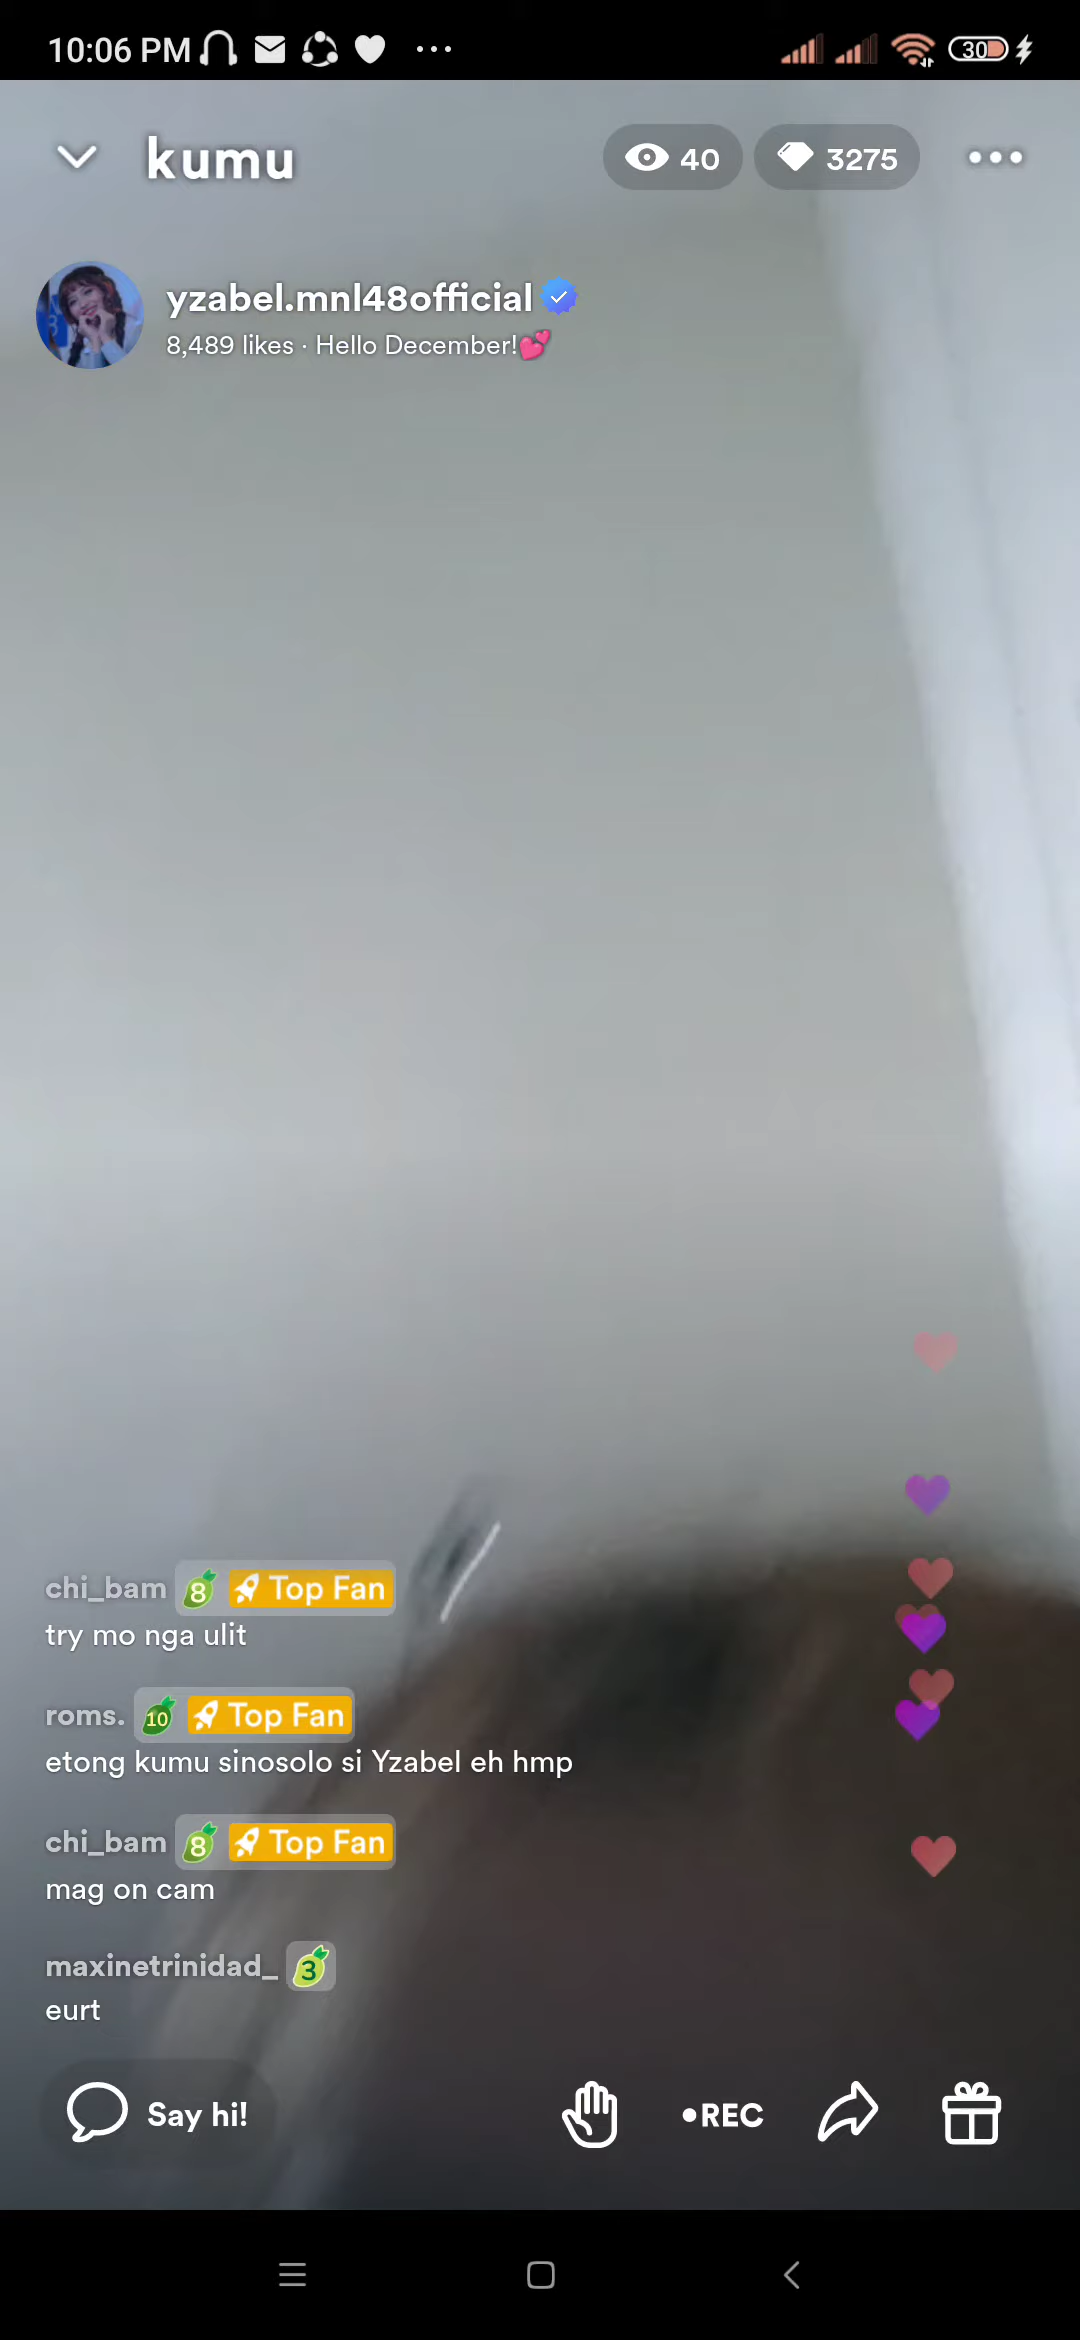 10:06 PM
30
kumu
40
3275
yzabel.mnl48official
8,489 likes · Hello December!💕
chi_bam 8 Top Fan
try mo nga ulit
roms. 10 Top Fan
etong kumu sinosolo si Yzabel eh hmp
chi_bam 8 Top Fan
mag on cam
maxinetrinidad_ 3
eurt
Say hi!
•REC